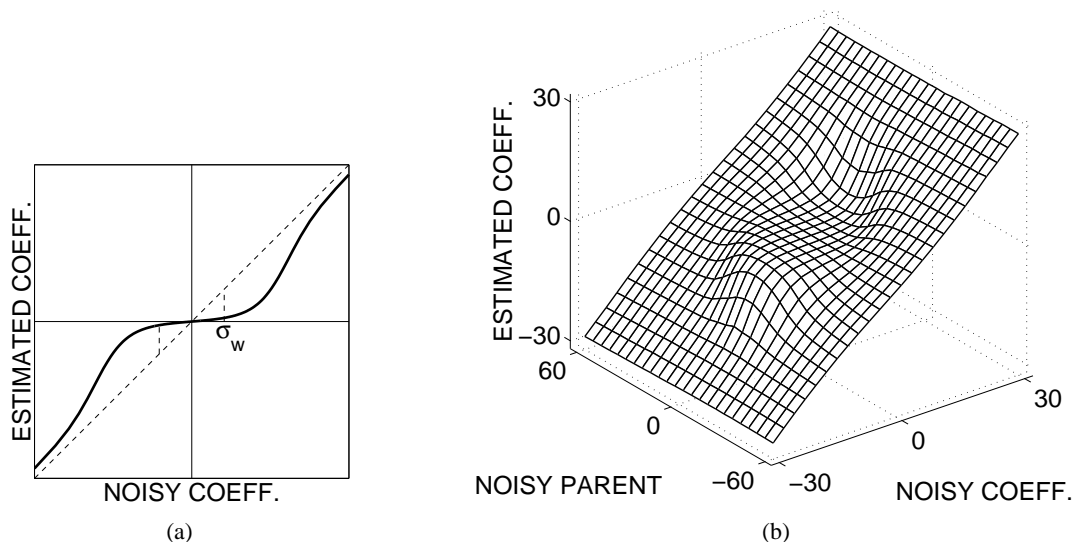 ESTIMATED COEFF.
σw
NOISY COEFF.
(a)
ESTIMATED COEFF.
30
0
−30
60
0
−60
NOISY PARENT
−30
0
30
NOISY COEFF.
(b)